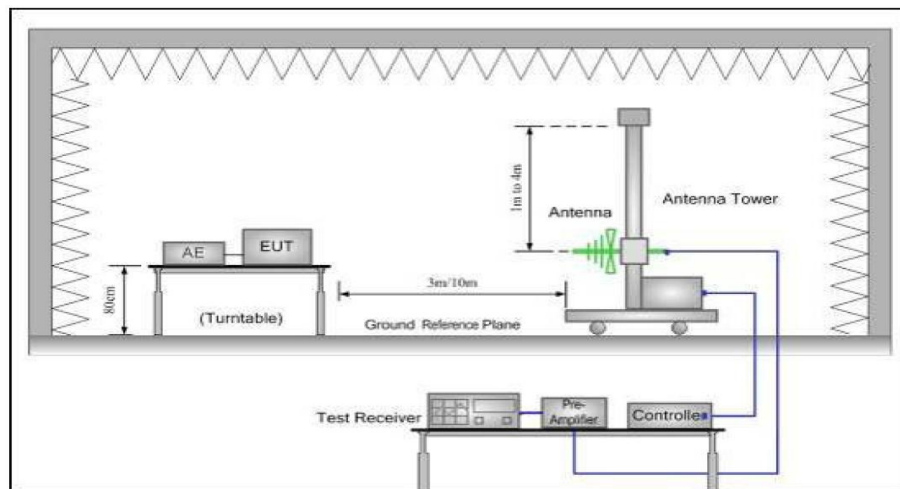 1m to 4m
Antenna
Antenna Tower
AE
EUT
80cm
3m/10m
(Turntable)
Ground Reference Plane
Test Receiver
Pre-
Amplifier
Controller